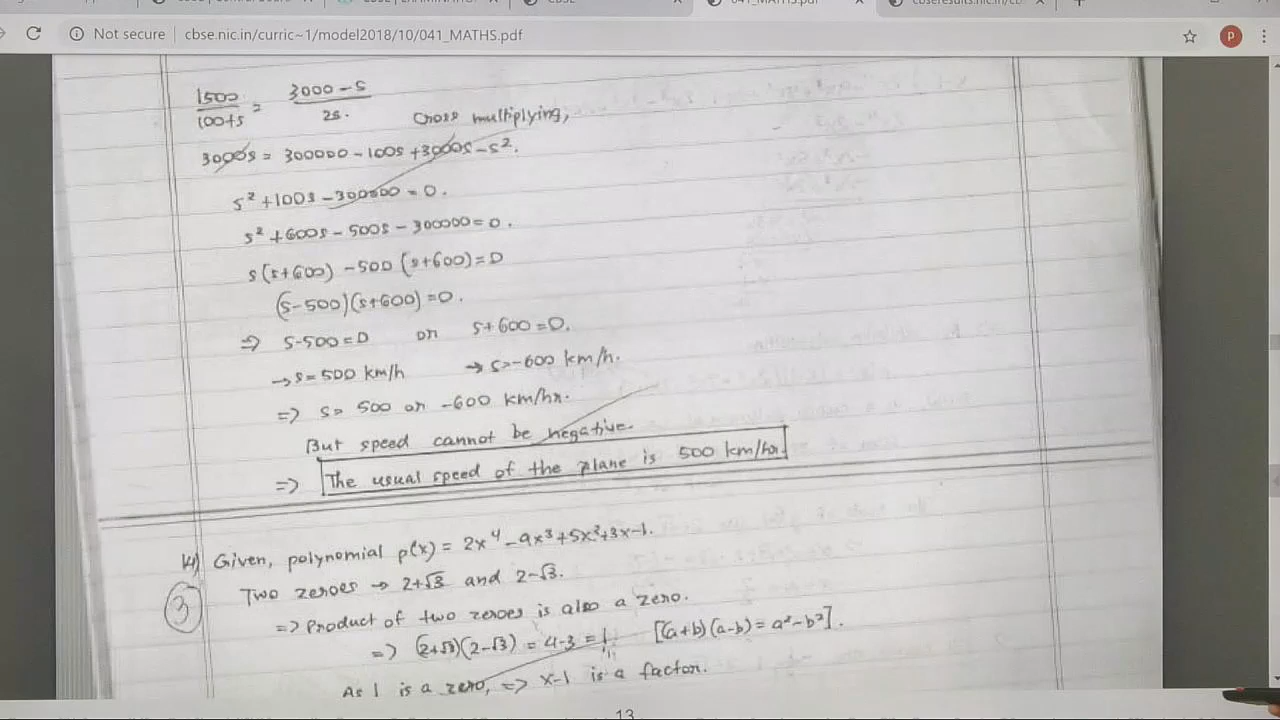 041_MATHS.pdf
Not secure | cbse.nic.in/curric~1/model2018/10/041_MATHS.pdf
P
1500/100+s = 3000-s/2s. Cross multiplying,
3000s = 300000 - 100s + 3000s - s².
s² + 100s - 300000 = 0.
s² + 600s - 500s - 300000 = 0.
s(s+600) - 500(s+600) = 0
(s-500)(s+600) = 0.
⇒ s-500=0 or s+600=0.
→ s=500 km/h → s=-600 km/h.
⇒ s= 500 or -600 km/hr.
But speed cannot be negative.
⇒ The usual speed of the plane is 500 km/hr.
14) Given, polynomial p(x) = 2x⁴-9x³+5x²+3x-1.
3
Two zeroes → 2+√3 and 2-√3.
⇒ Product of two zeroes is also a zero.
⇒ (2+√3)(2-√3) = 4-3 = 1. [(a+b)(a-b) = a²-b²].
As 1 is a zero, ⇒ x-1 is a factor.
13